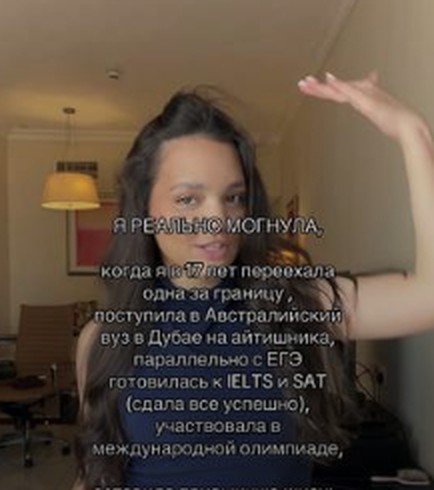 Я РЕАЛЬНО МОГНУЛА,
когда я в 17 лет переехала
одна за границу ,
поступила в Австралийский
вуз в Дубае на айтишника,
параллельно с ЕГЭ
готовилась к IELTS и SAT
(сдала все успешно),
участвовала в
международной олимпиаде,